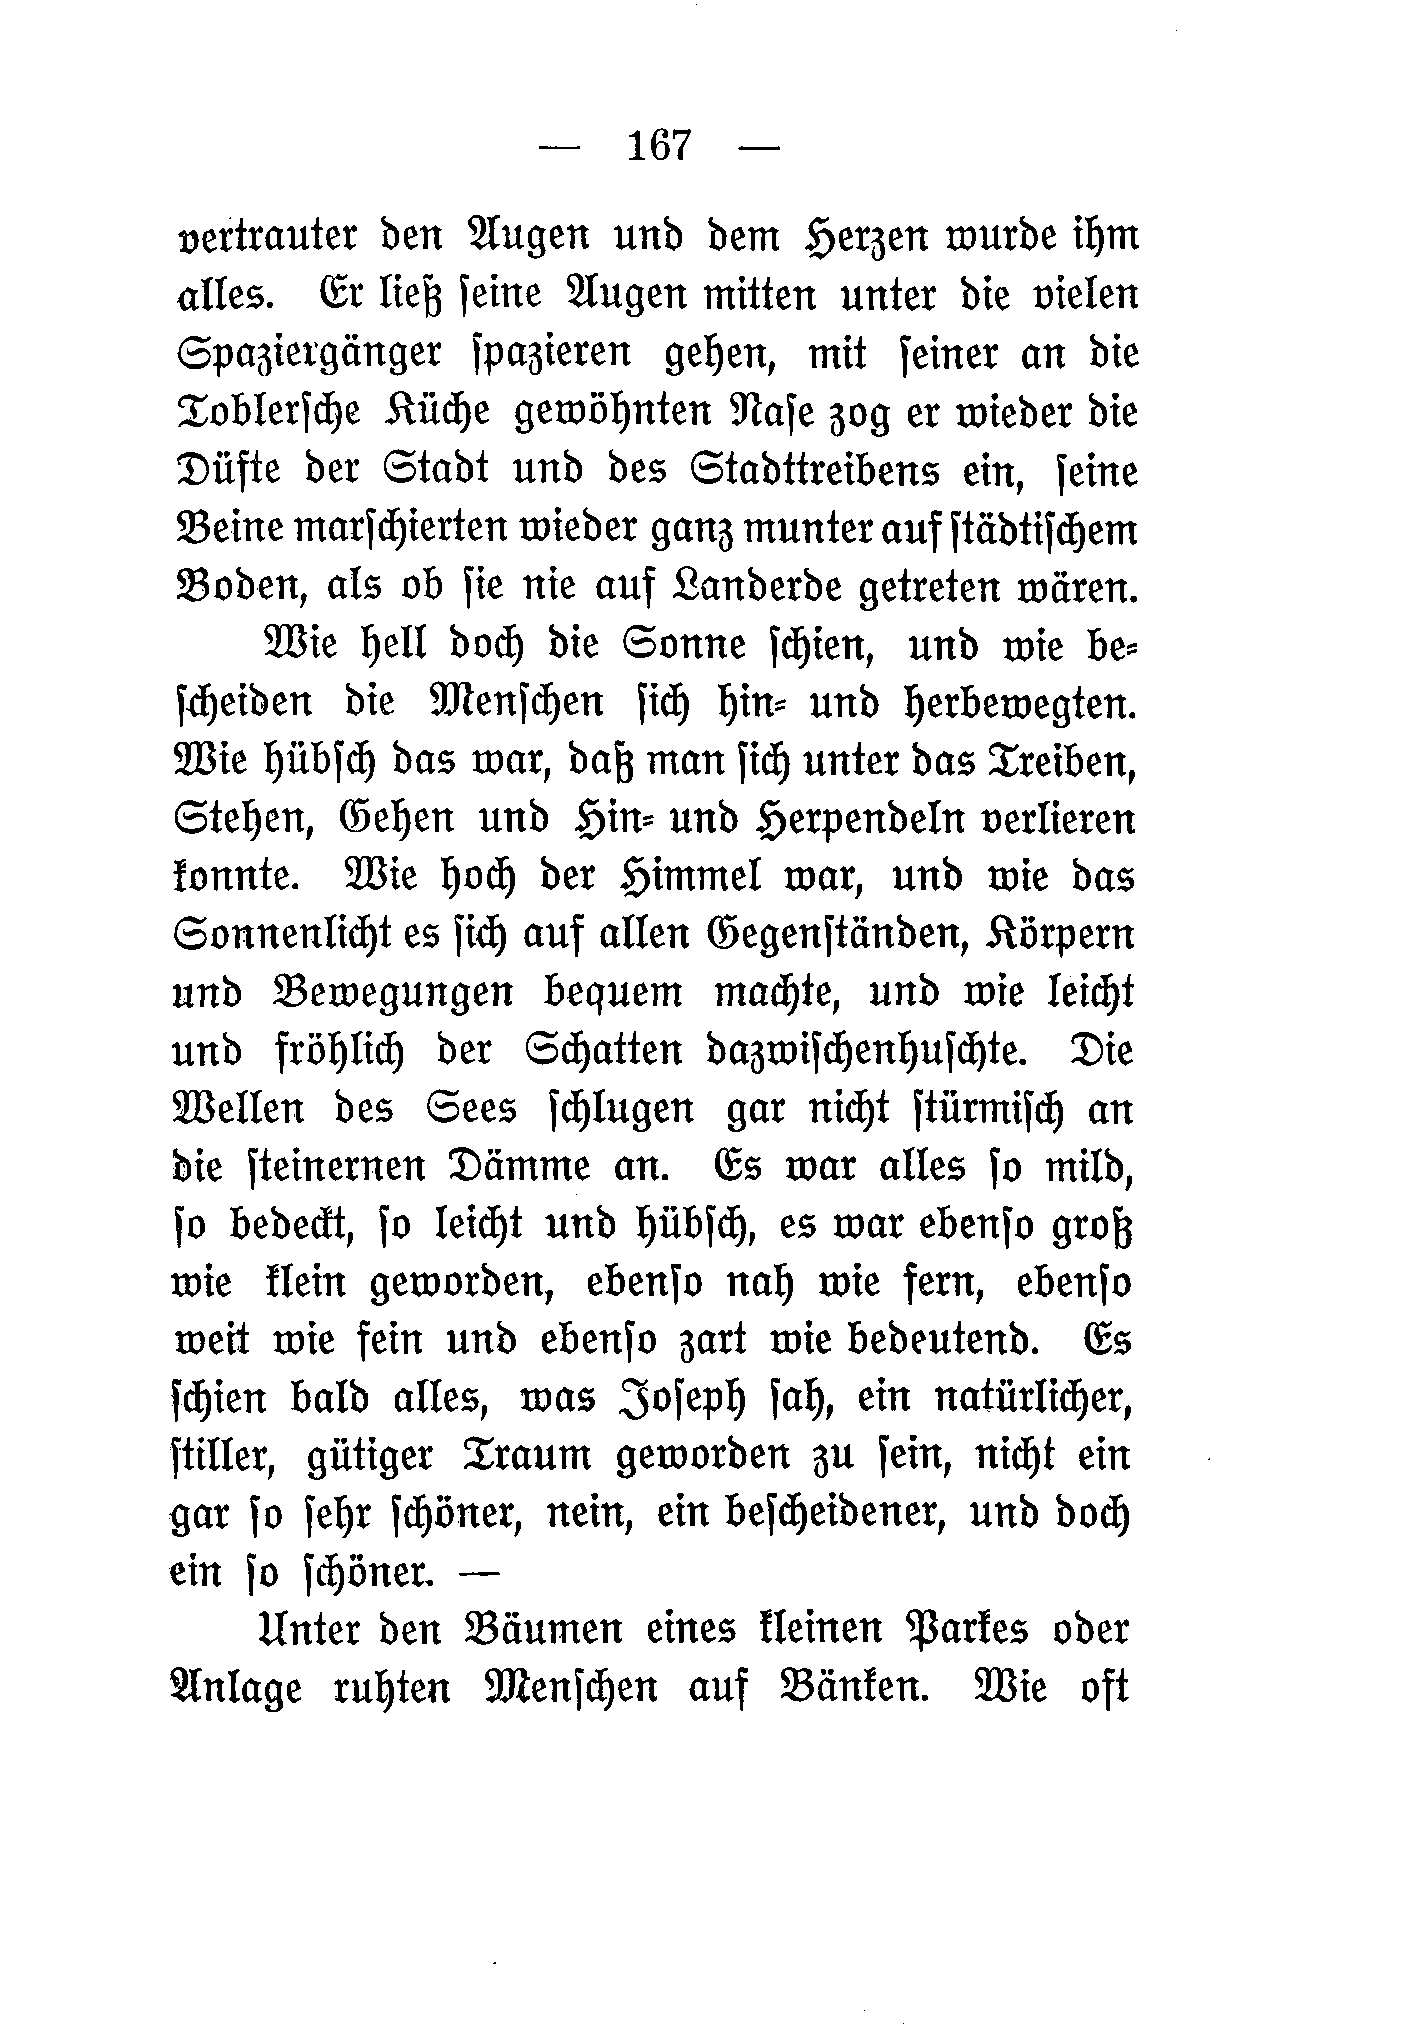 — 167 —
vertrauter den Augen und dem Herzen wurde ihm
alles. Er ließ ſeine Augen mitten unter die vielen
Spaziergänger ſpazieren gehen, mit ſeiner an die
Toblerſche Küche gewöhnten Naſe zog er wieder die
Düfte der Stadt und des Stadttreibens ein, ſeine
Beine marſchierten wieder ganz munter auf ſtädtiſchem
Boden, als ob ſie nie auf Landerde getreten wären.
Wie hell doch die Sonne ſchien, und wie be⸗
ſcheiden die Menſchen ſich hin⸗ und herbewegten.
Wie hübſch das war, daß man ſich unter das Treiben,
Stehen, Gehen und Hin⸗ und Herpendeln verlieren
konnte. Wie hoch der Himmel war, und wie das
Sonnenlicht es ſich auf allen Gegenſtänden, Körpern
und Bewegungen bequem machte, und wie leicht
und fröhlich der Schatten dazwiſchenhuſchte. Die
Wellen des Sees ſchlugen gar nicht ſtürmiſch an
die ſteinernen Dämme an. Es war alles ſo mild,
ſo bedeckt, ſo leicht und hübſch, es war ebenſo groß
wie klein geworden, ebenſo nah wie fern, ebenſo
weit wie fein und ebenſo zart wie bedeutend. Es
ſchien bald alles, was Joſeph ſah, ein natürlicher,
ſtiller, gütiger Traum geworden zu ſein, nicht ein
gar ſo ſehr ſchöner, nein, ein beſcheidener, und doch
ein ſo ſchöner. —
Unter den Bäumen eines kleinen Parkes oder
Anlage ruhten Menſchen auf Bänken. Wie oft